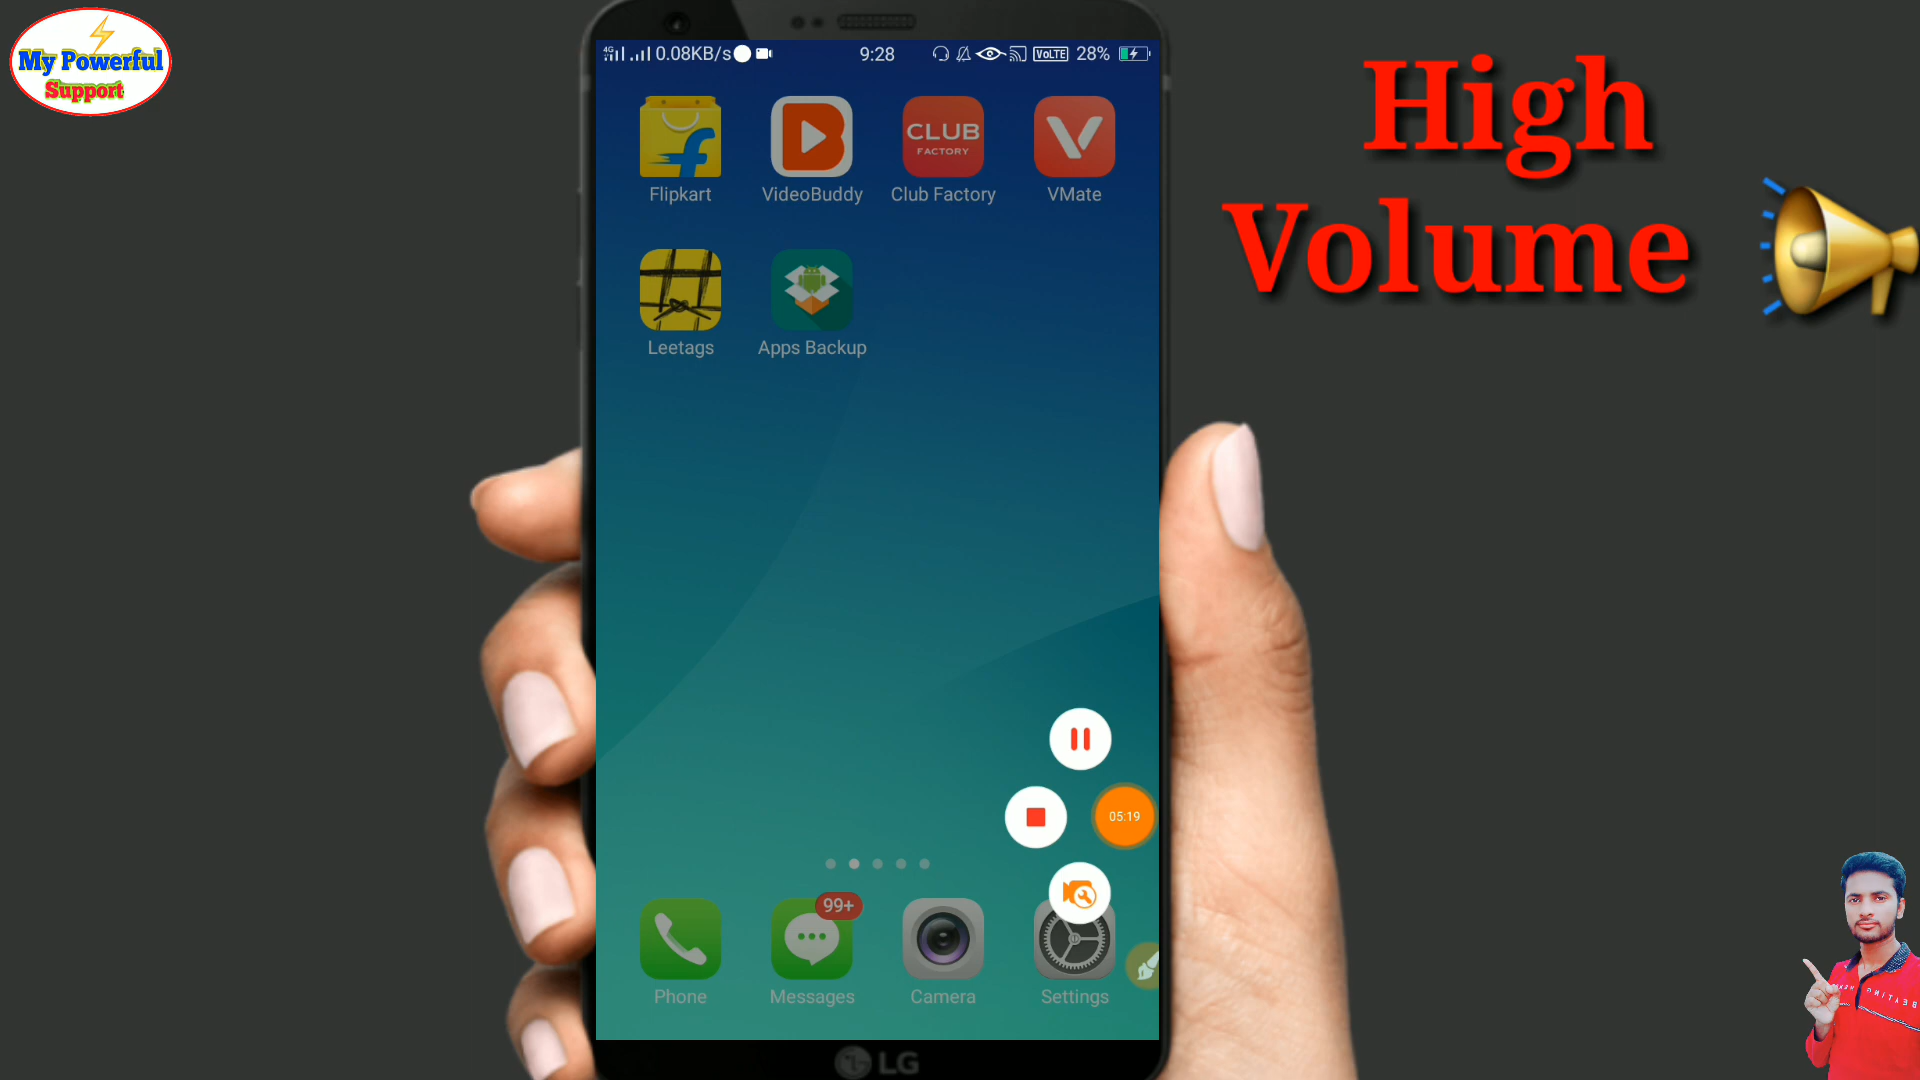 My Powerful
Support
4G 0.08KB/s 9:28 VoLTE 28%
Flipkart VideoBuddy Club Factory VMate
CLUB
FACTORY
Leetags Apps Backup
05:19
99+
Phone Messages Camera Settings
LG
High
Volume